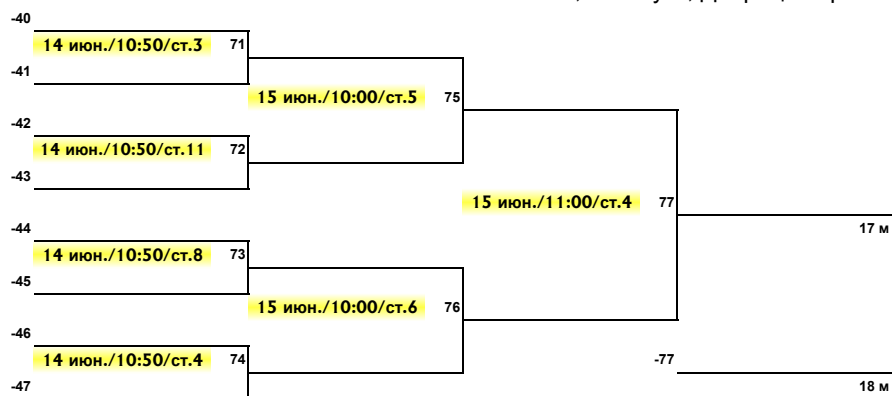 -40
14 июн./10:50/ст.3 71
-41
15 июн./10:00/ст.5 75
-42
14 июн./10:50/ст.11 72
-43
15 июн./11:00/ст.4 77
-44
17 м
14 июн./10:50/ст.8 73
-45
15 июн./10:00/ст.6 76
-46
14 июн./10:50/ст.4 74
-77
-47
18 м